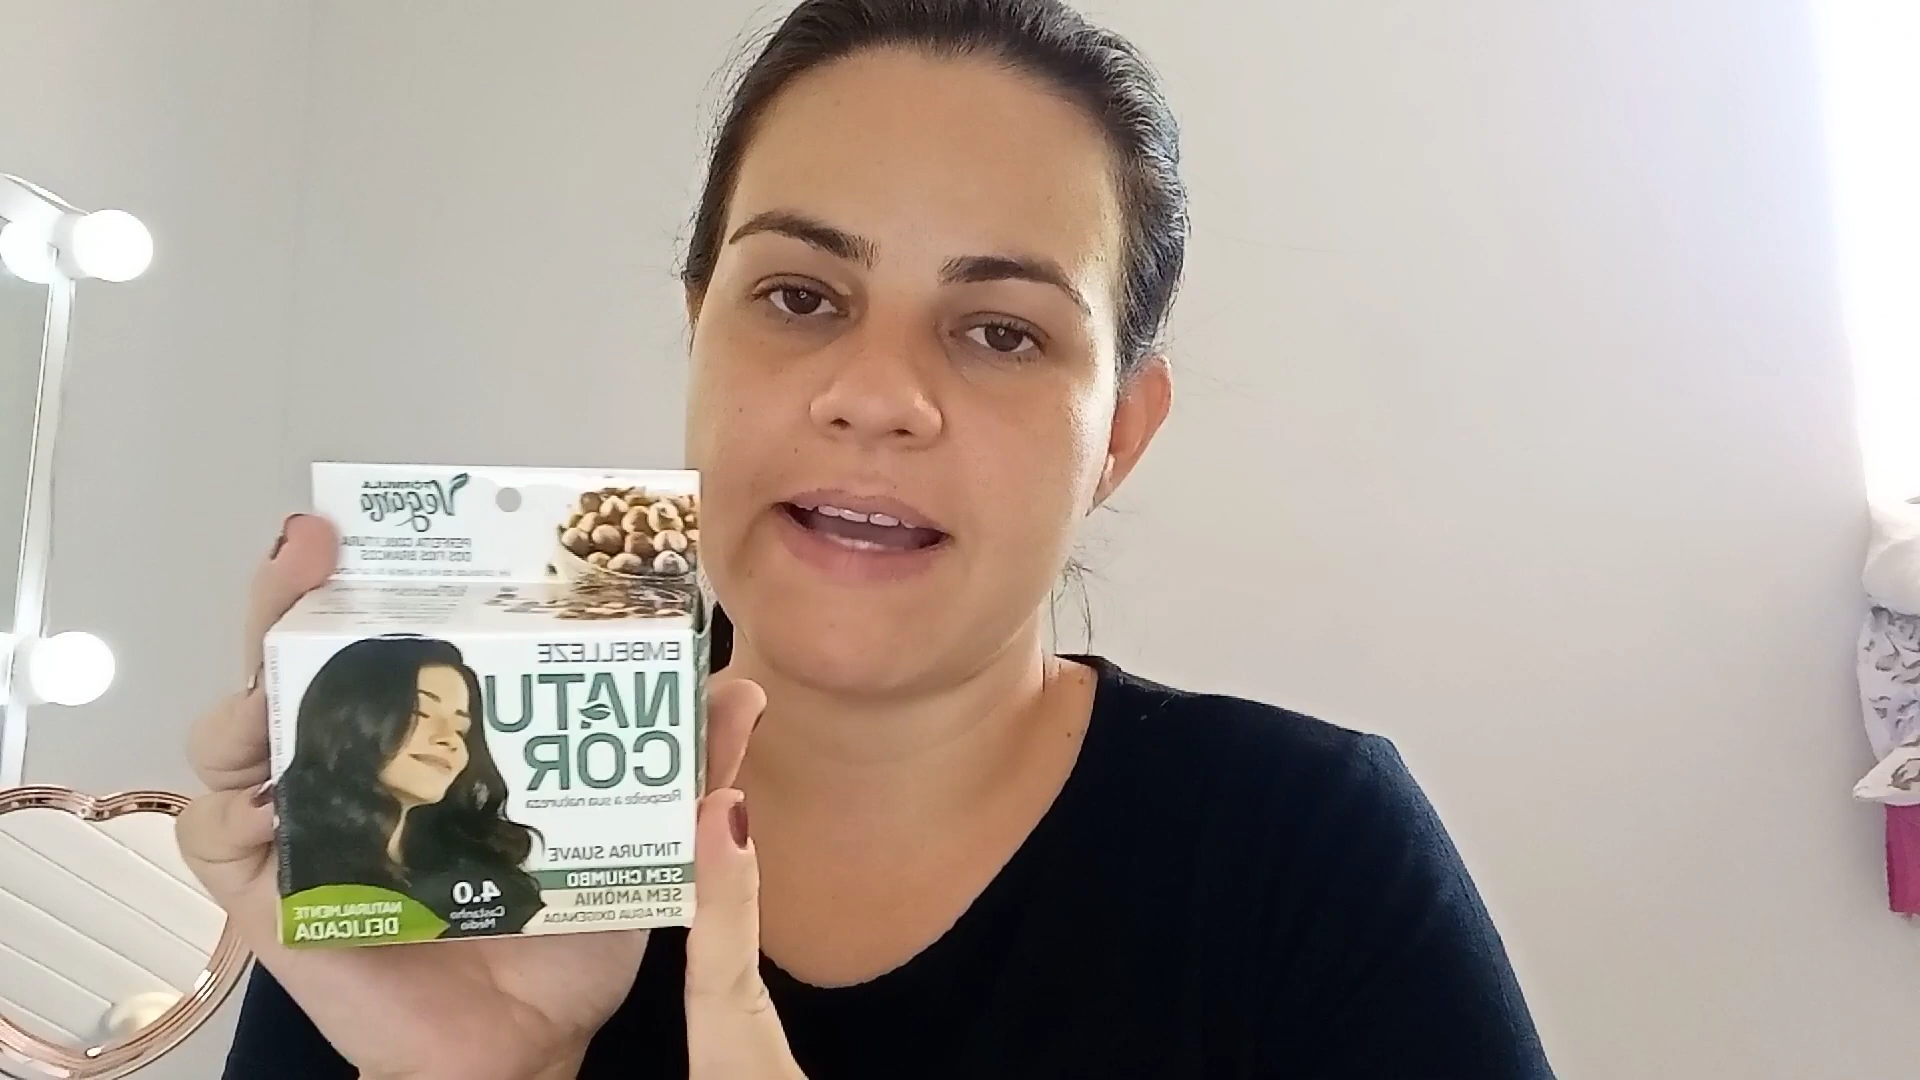 FÓRMULA
Vegana
PERFEITA COBERTURA
DOS FIOS BRANCOS
EMBELLEZE
NATU
COR
Respeite a sua natureza
TINTURA SUAVE
SEM CHUMBO
SEM AMÔNIA
SEM ÁGUA OXIGENADA
4.0
Castanho
Médio
NATURALMENTE
DELICADA